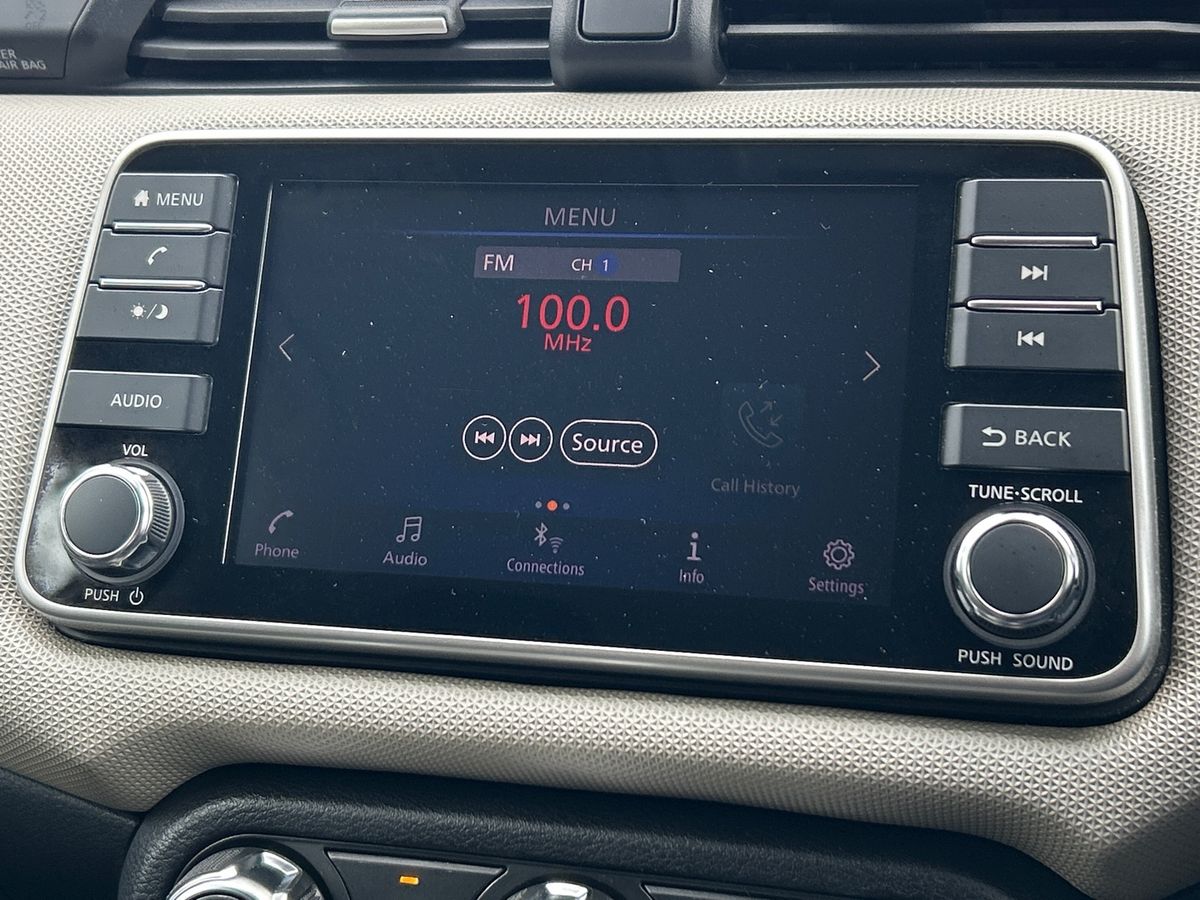 AIR BAG
MENU
AUDIO
VOL
PUSH
MENU
FM CH 1
100.0
MHz
Source
Call History
Phone
Audio
Connections
Info
Settings
BACK
TUNE·SCROLL
PUSH SOUND